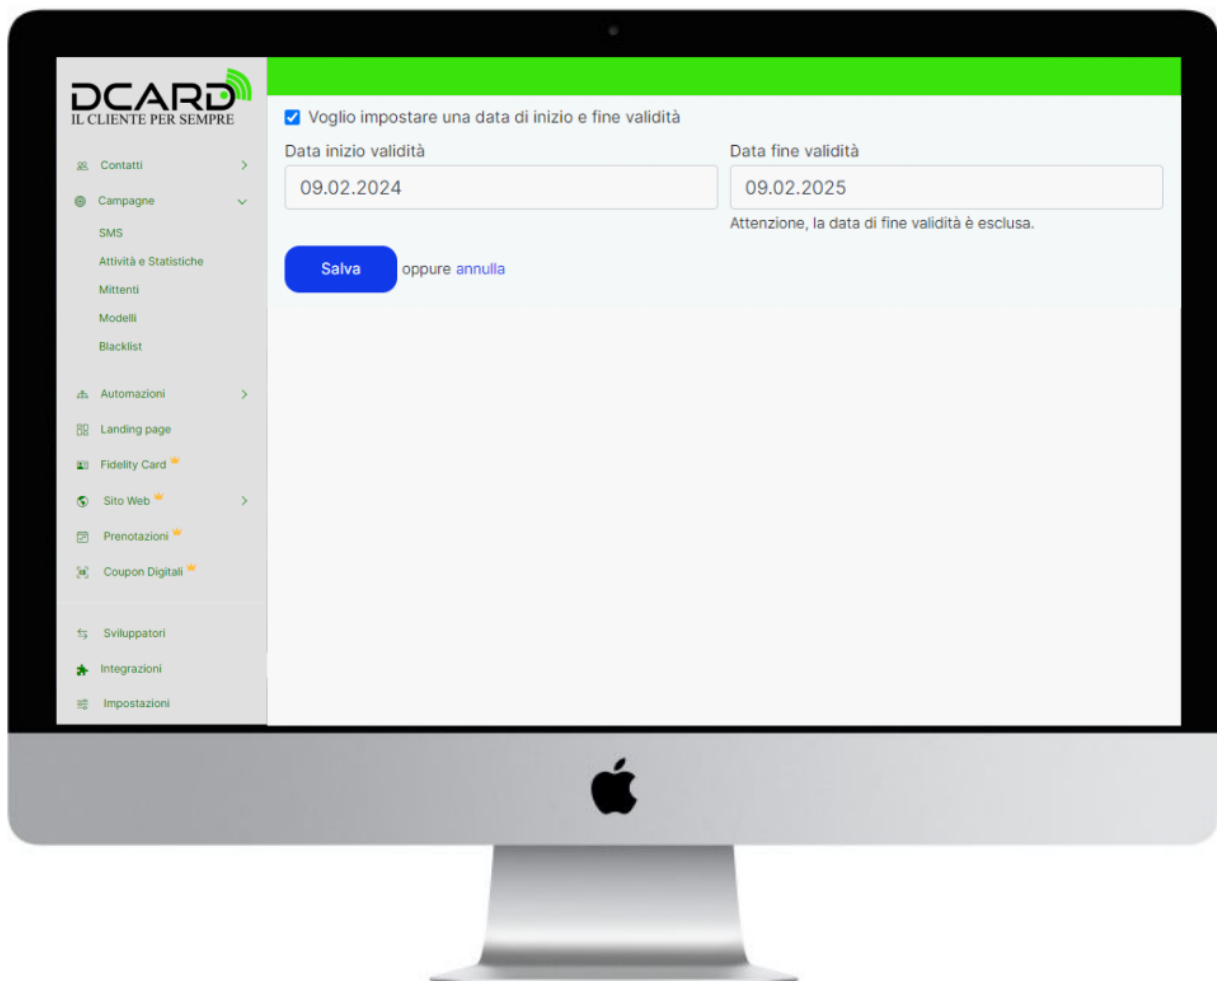 DCARD
IL CLIENTE PER SEMPRE
Contatti
Campagne
SMS
Attività e Statistiche
Mittenti
Modelli
Blacklist
Automazioni
Landing page
Fidelity Card
Sito Web
Prenotazioni
Coupon Digitali
Sviluppatori
Integrazioni
Impostazioni
Voglio impostare una data di inizio e fine validità
Data inizio validità
09.02.2024
Data fine validità
09.02.2025
Attenzione, la data di fine validità è esclusa.
Salva oppure annulla